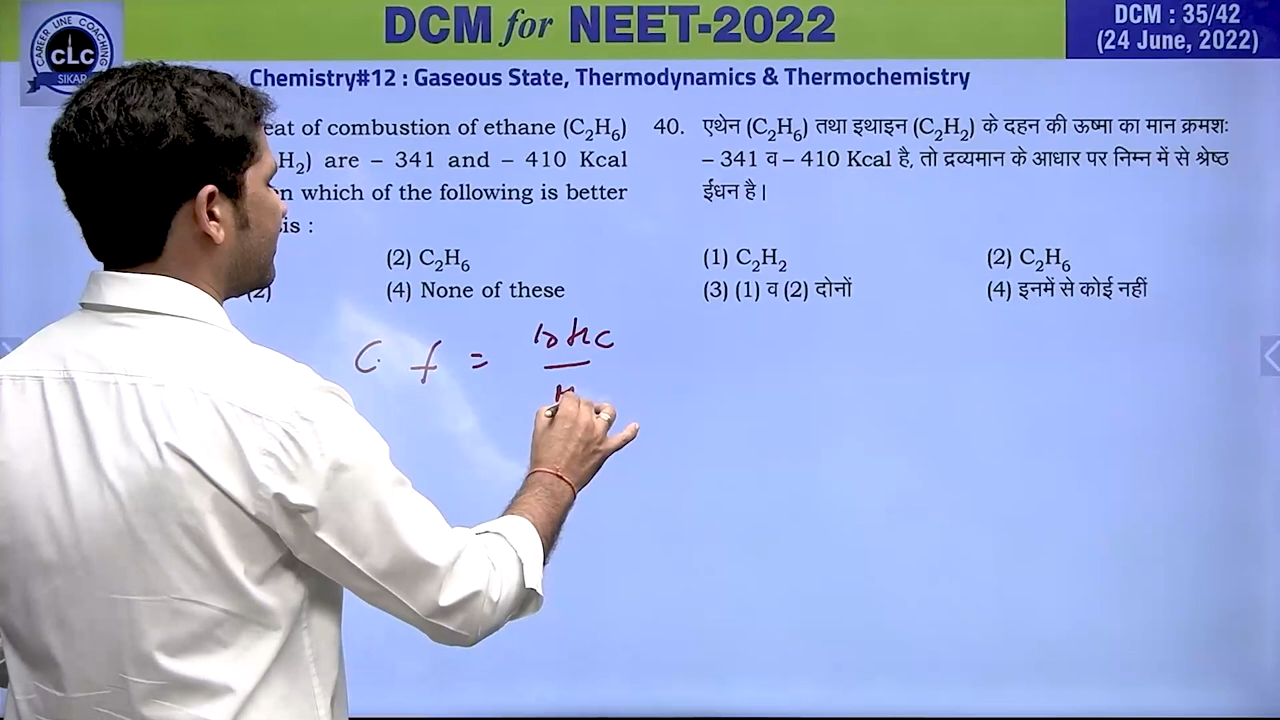 DCM for NEET-2022
DCM : 35/42
(24 June, 2022)
CAREER LINE COACHING
CLC
SIKAR
Chemistry#12 : Gaseous State, Thermodynamics & Thermochemistry
eat of combustion of ethane (C₂H₆)
H₂) are – 341 and – 410 Kcal
n which of the following is better
is :
(2) C₂H₆
(2)
(4) None of these
40. एथेन (C₂H₆) तथा इथाइन (C₂H₂) के दहन की ऊष्मा का मान क्रमशः
– 341 व – 410 Kcal है, तो द्रव्यमान के आधार पर निम्न में से श्रेष्ठ
ईंधन है।
(1) C₂H₂
(2) C₂H₆
(3) (1) व (2) दोनों
(4) इनमें से कोई नहीं
C. f =